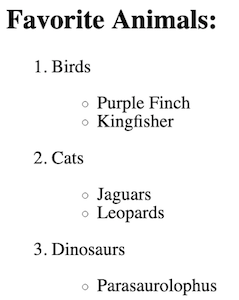 Favorite Animals:
1. Birds
○ Purple Finch
○ Kingfisher
2. Cats
○ Jaguars
○ Leopards
3. Dinosaurs
○ Parasaurolophus